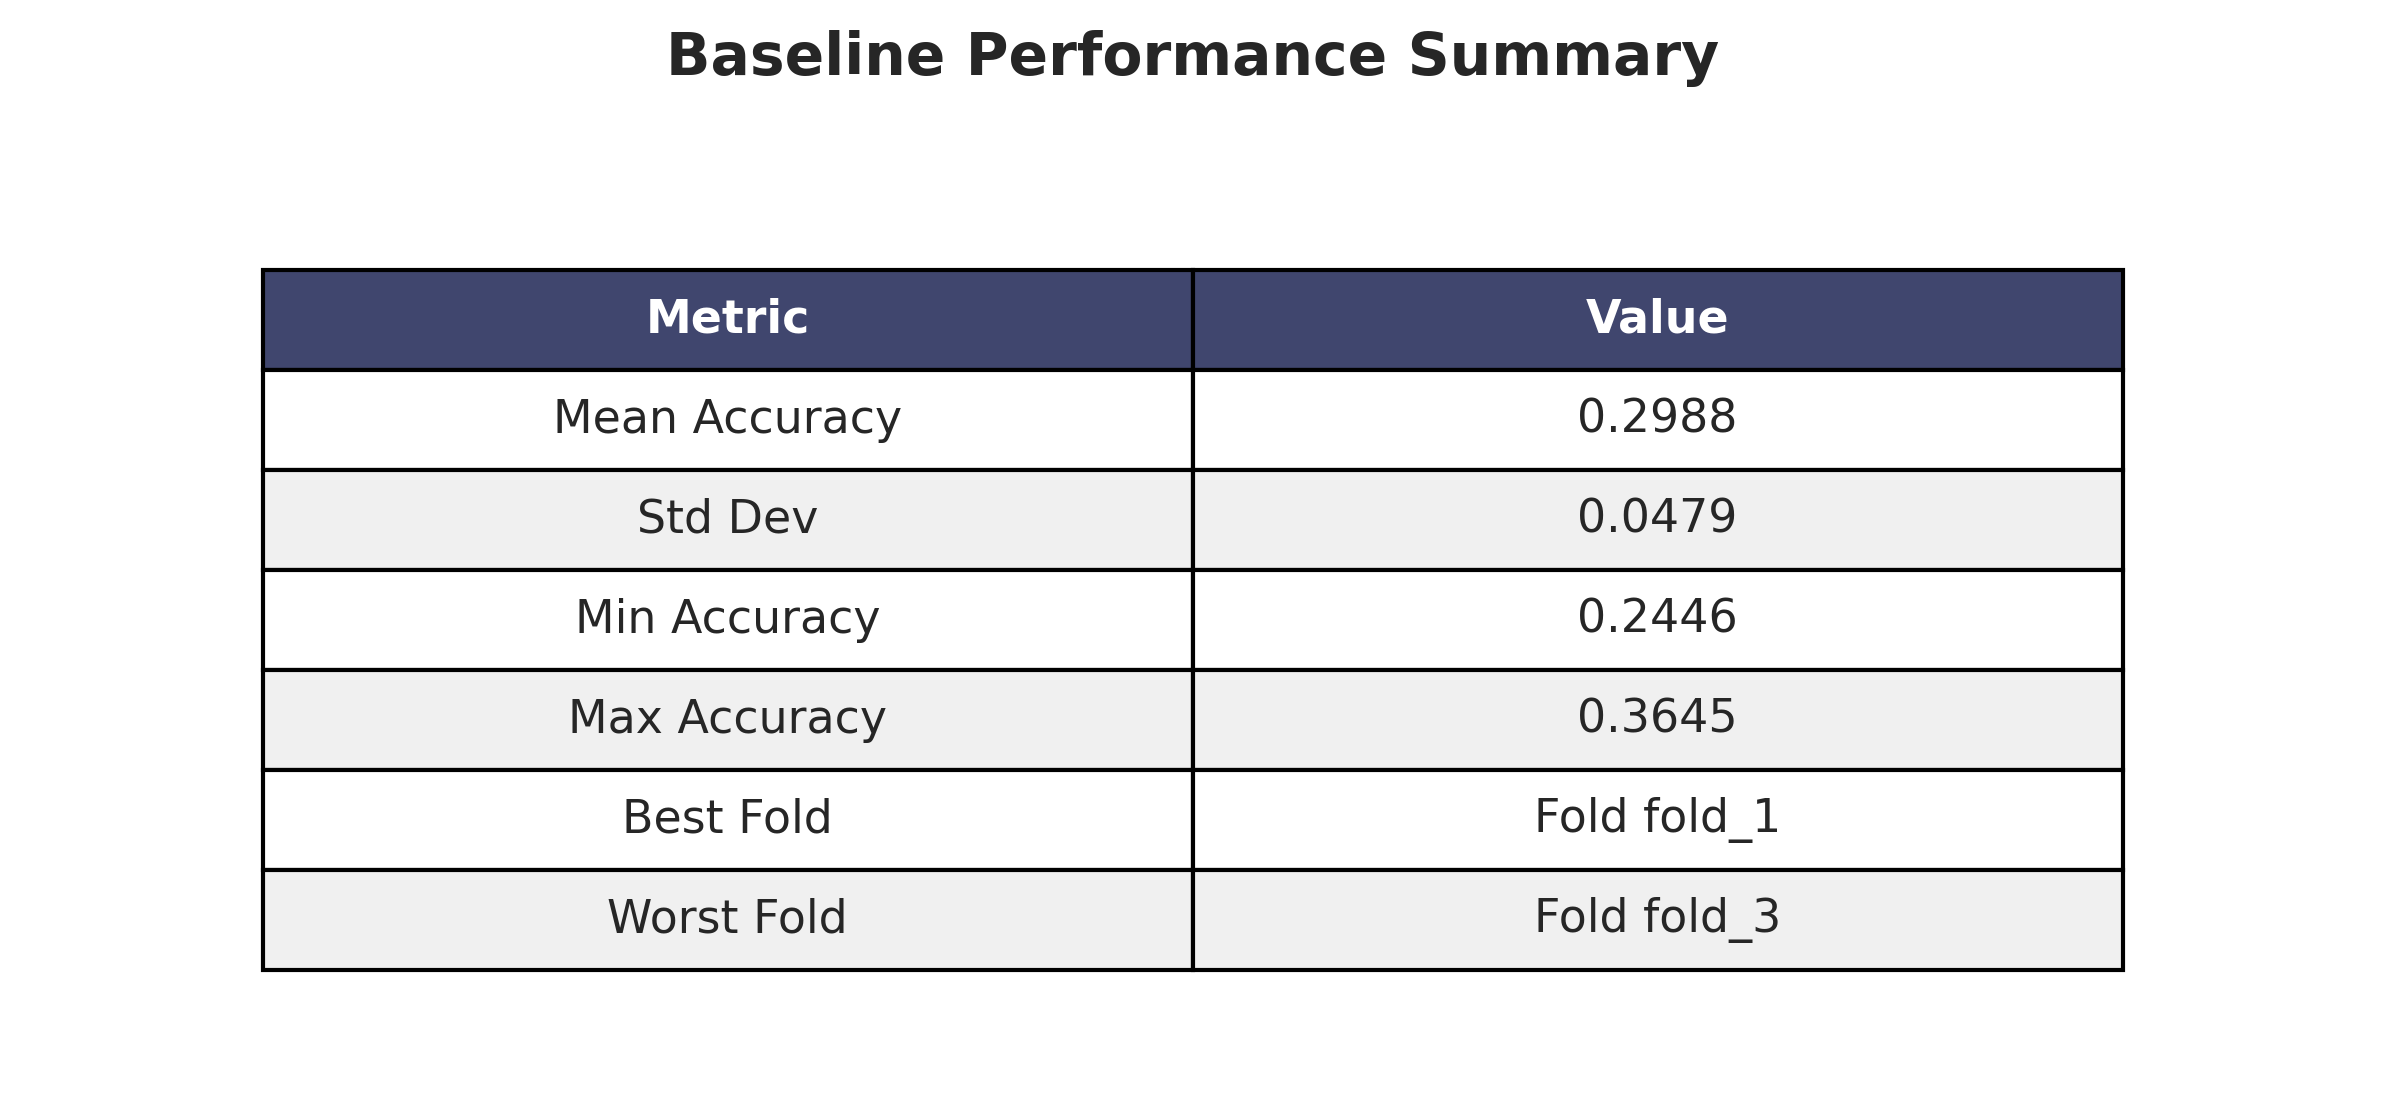 Baseline Performance Summary
Metric Value
Mean Accuracy 0.2988
Std Dev 0.0479
Min Accuracy 0.2446
Max Accuracy 0.3645
Best Fold Fold fold_1
Worst Fold Fold fold_3